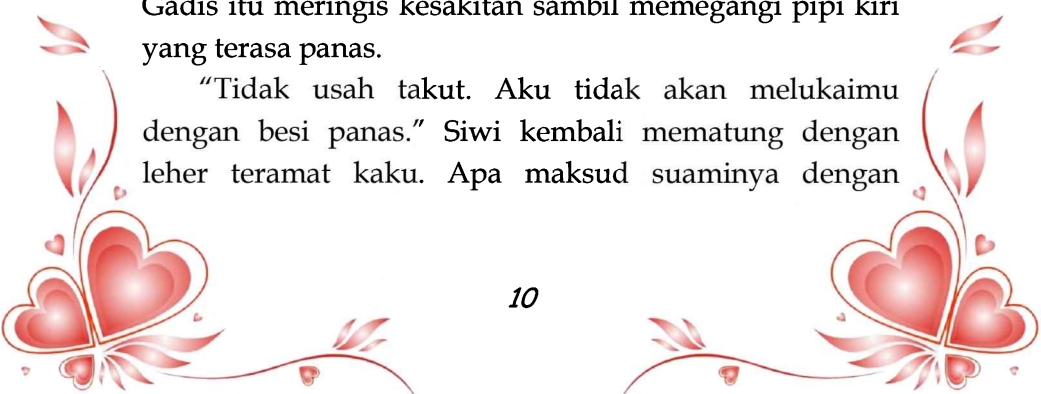 Gadis itu meringis kesakitan sambil memegangi pipi kiri
yang terasa panas.
“Tidak usah takut. Aku tidak akan melukaimu
dengan besi panas.” Siwi kembali mematung dengan
leher teramat kaku. Apa maksud suaminya dengan
10